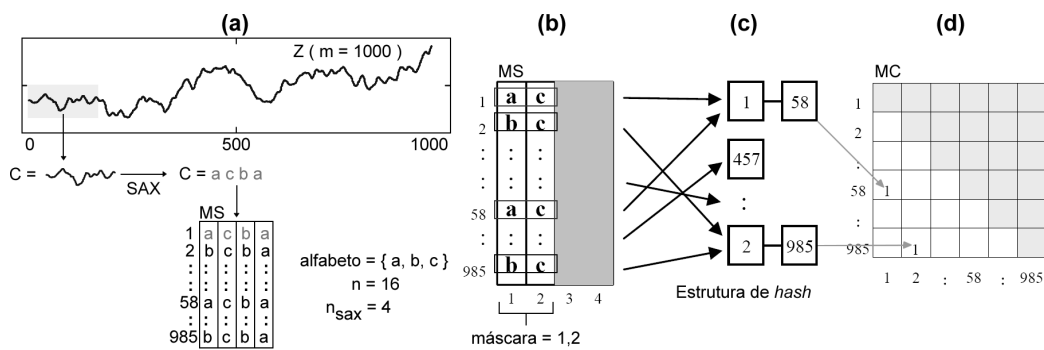 (a)
Z ( m = 1000 )
0 500 1000
C = SAX C = a c b a
MS
1 a c b a
2 b c b a
: : : : :
: : : : :
58 a c b a
: : : : :
985 b c b a
alfabeto = { a, b, c }
n = 16
nsax = 4
(b)
MS
1 a c
2 b c
: :
: :
58 a c
: :
985 b c
1 2 3 4
máscara = 1,2
(c)
1 58
457
:
2 985
Estrutura de hash
(d)
MC
1
2
:
58 1
:
985 1
1 2 : 58 : 985